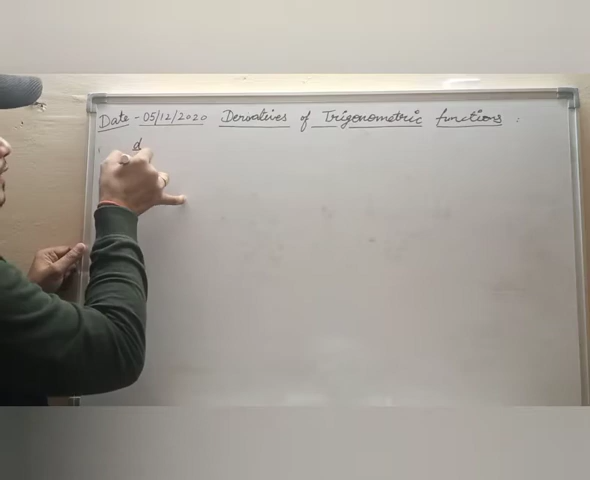 Date - 05/12/2020 Derivatives of Trigonometric functions :
d